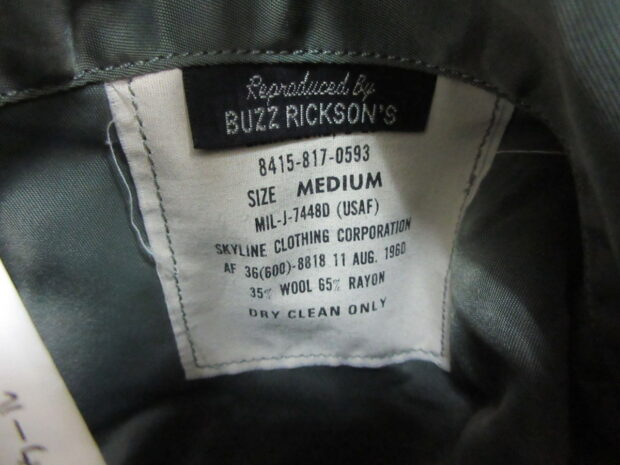 Reproduced By
BUZZ RICKSON'S
8415-817-0593
SIZE MEDIUM
MIL-J-7448D (USAF)
SKYLINE CLOTHING CORPORATION
AF 36(600)-8818 11 AUG. 1960
35% WOOL 65% RAYON
DRY CLEAN ONLY